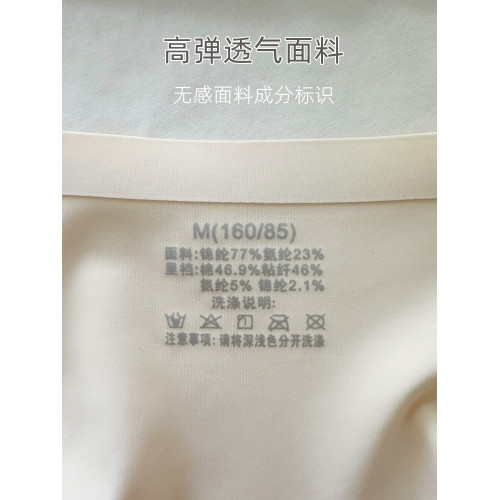 高弹透气面料
无感面料成分标识
M(160/85)
面料:锦纶77%氨纶23%
里裆:棉46.9%粘纤46%
氨纶5% 锦纶2.1%
洗涤说明:
注意事项:请将深浅色分开洗涤